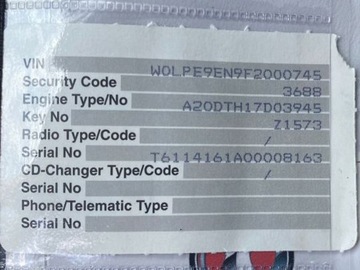 VIN W0LPE9EN9F2000745
Security Code 3688
Engine Type/No A20DTH17D03945
Key No Z1573
Radio Type/Code /
Serial No T6114161A00008163
CD-Changer Type/Code /
Serial No
Phone/Telematic Type
Serial No